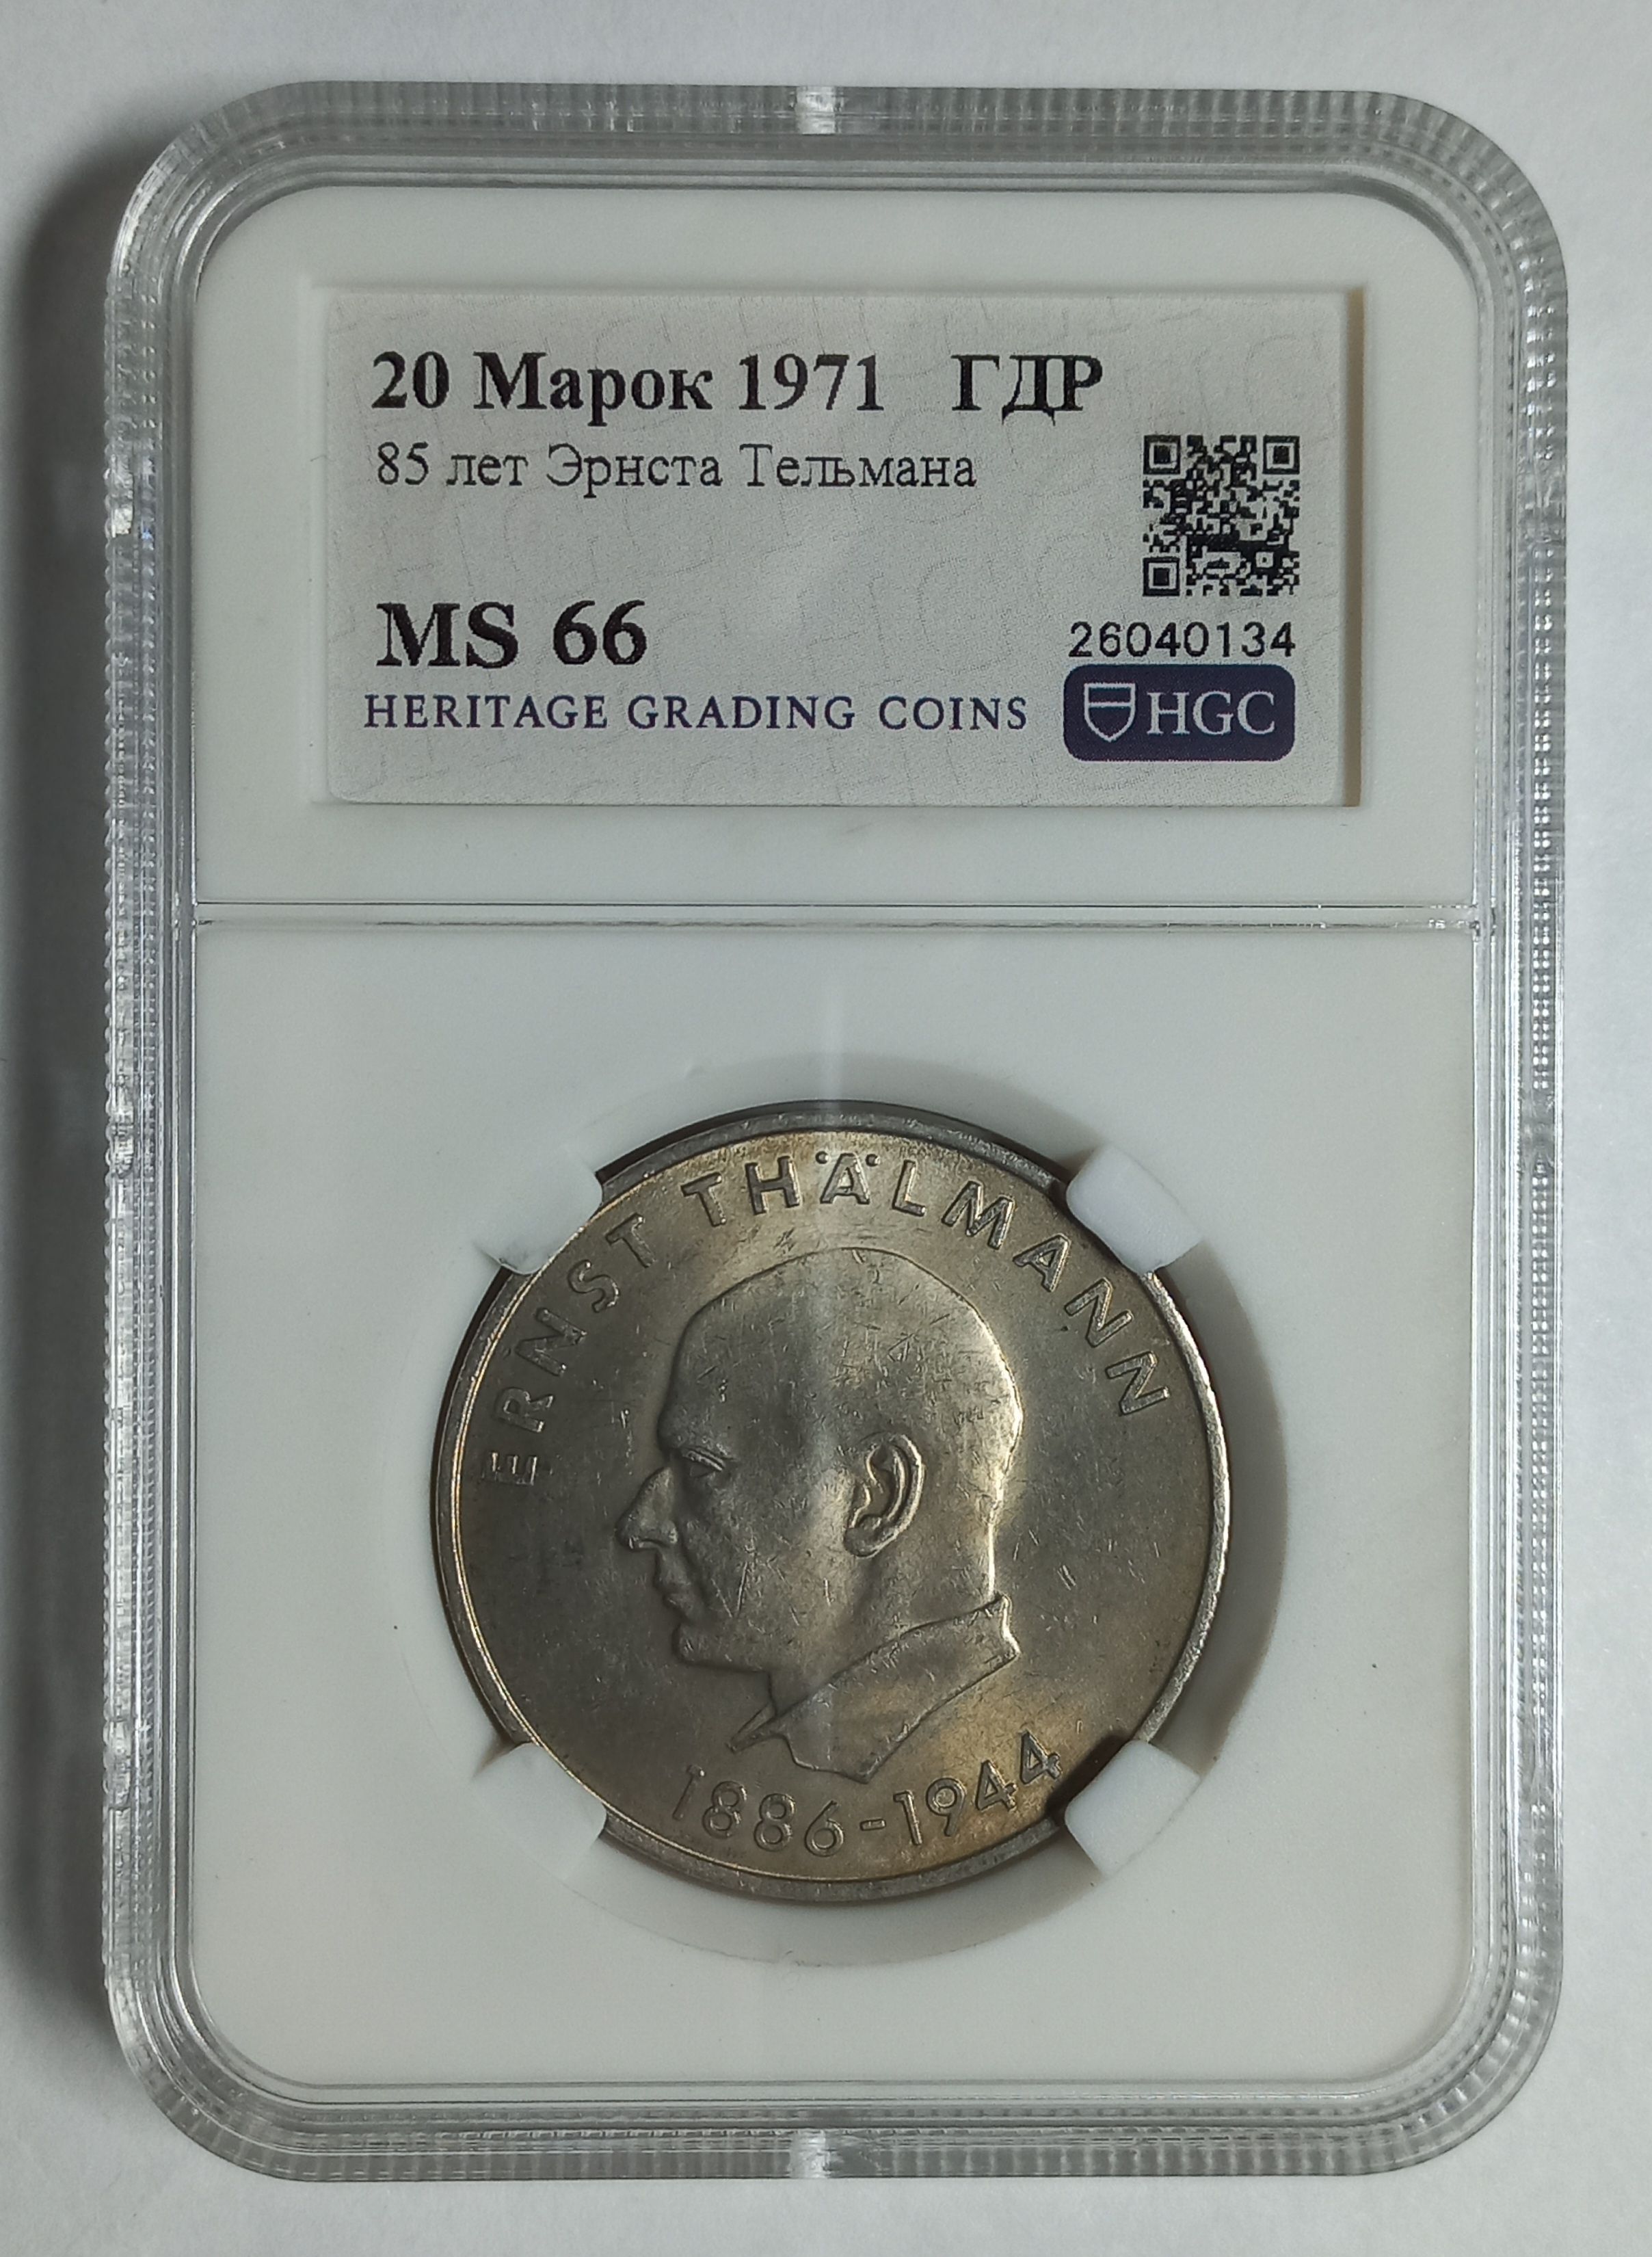 20 Марок 1971 ГДР
85 лет Эрнста Тельмана
MS 66
26040134
HERITAGE GRADING COINS
HGC
ERNST THÄLMANN
1886-1944